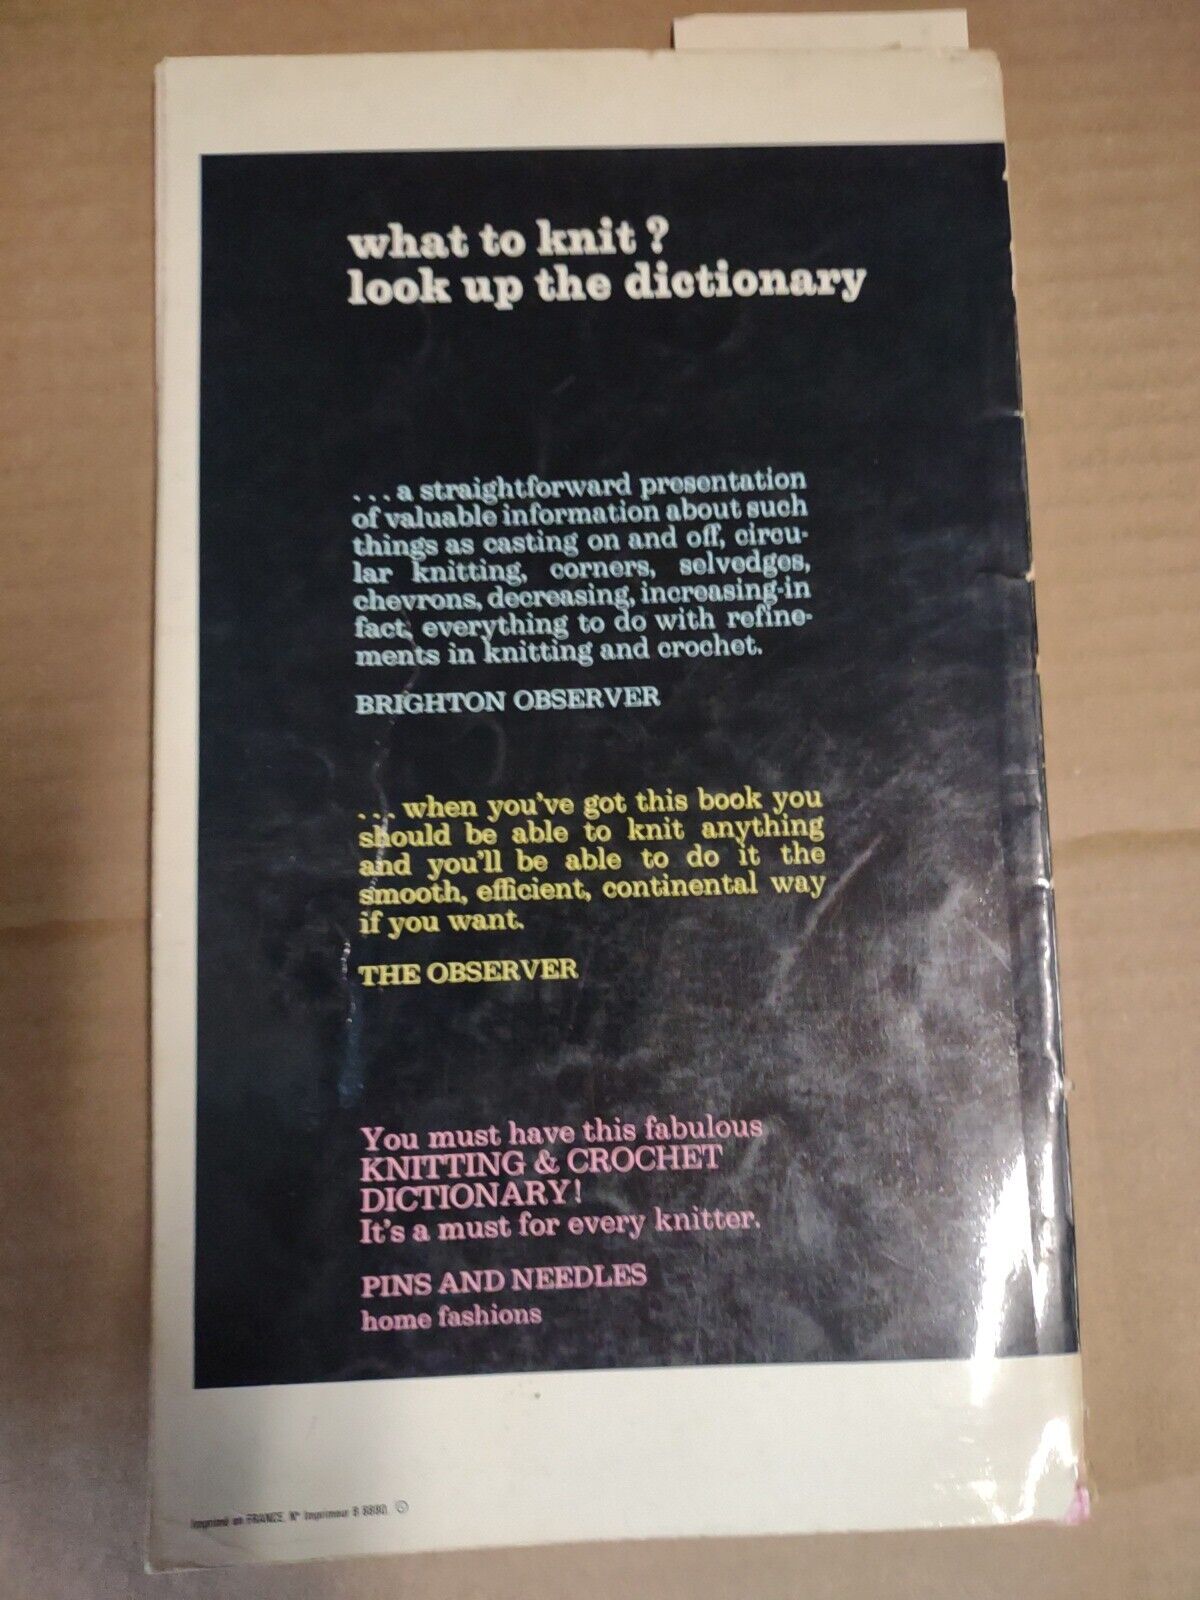 what to knit ?
look up the dictionary
. . . a straightforward presentation
of valuable information about such
things as casting on and off, circu-
lar knitting, corners, selvedges,
chevrons, decreasing, increasing-in
fact, everything to do with refine-
ments in knitting and crochet.
BRIGHTON OBSERVER
. . . when you've got this book you
should be able to knit anything
and you'll be able to do it the
smooth, efficient, continental way
if you want.
THE OBSERVER
You must have this fabulous
KNITTING & CROCHET
DICTIONARY!
It's a must for every knitter.
PINS AND NEEDLES
home fashions
Imprimé en FRANCE. N° Imprimeur B ©